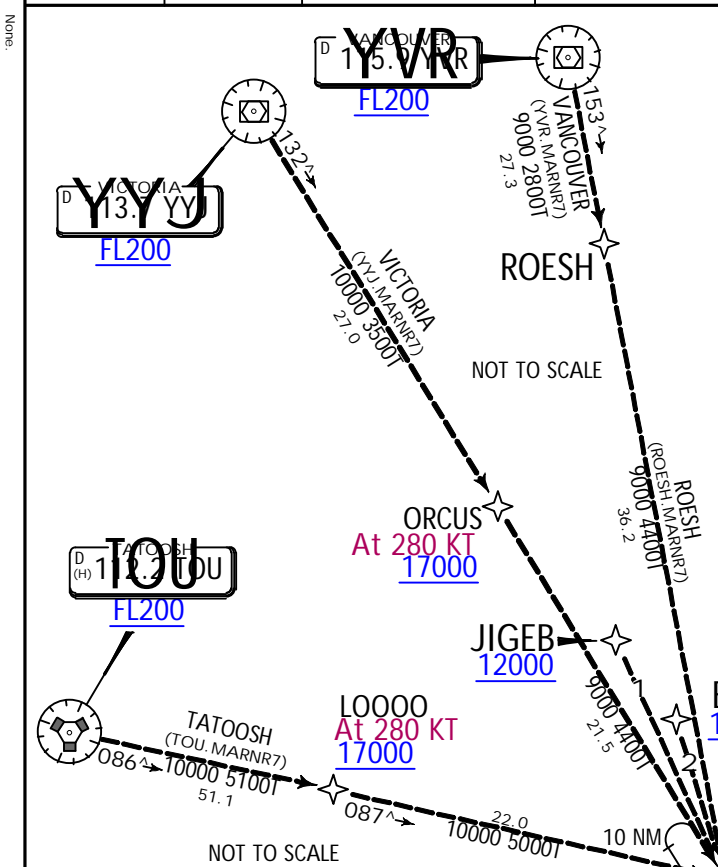 None.
D VANCOUVER
115.9 YVR
YVR
FL200
D VICTORIA
YYJ
FL200
132°
153°
VANCOUVER
(YVR.MARNR7)
9000 2800T
27.3
ROESH
VICTORIA
(YYJ.MARNR7)
10000 3500T
27.0
NOT TO SCALE
ROESH
(ROESH.MARNR7)
9000 4400T
36.2
ORCUS
At 280 KT
17000
D (H) TATOOSH
112.2 TOU
TOU
FL200
JIGEB
12000
1
2
9000 4400T
21.5
LOOOO
At 280 KT
17000
TATOOSH
(TOU.MARNR7)
086°
10000 5100T
51.1
087°
22.0
10000 5000T
10 NM
NOT TO SCALE